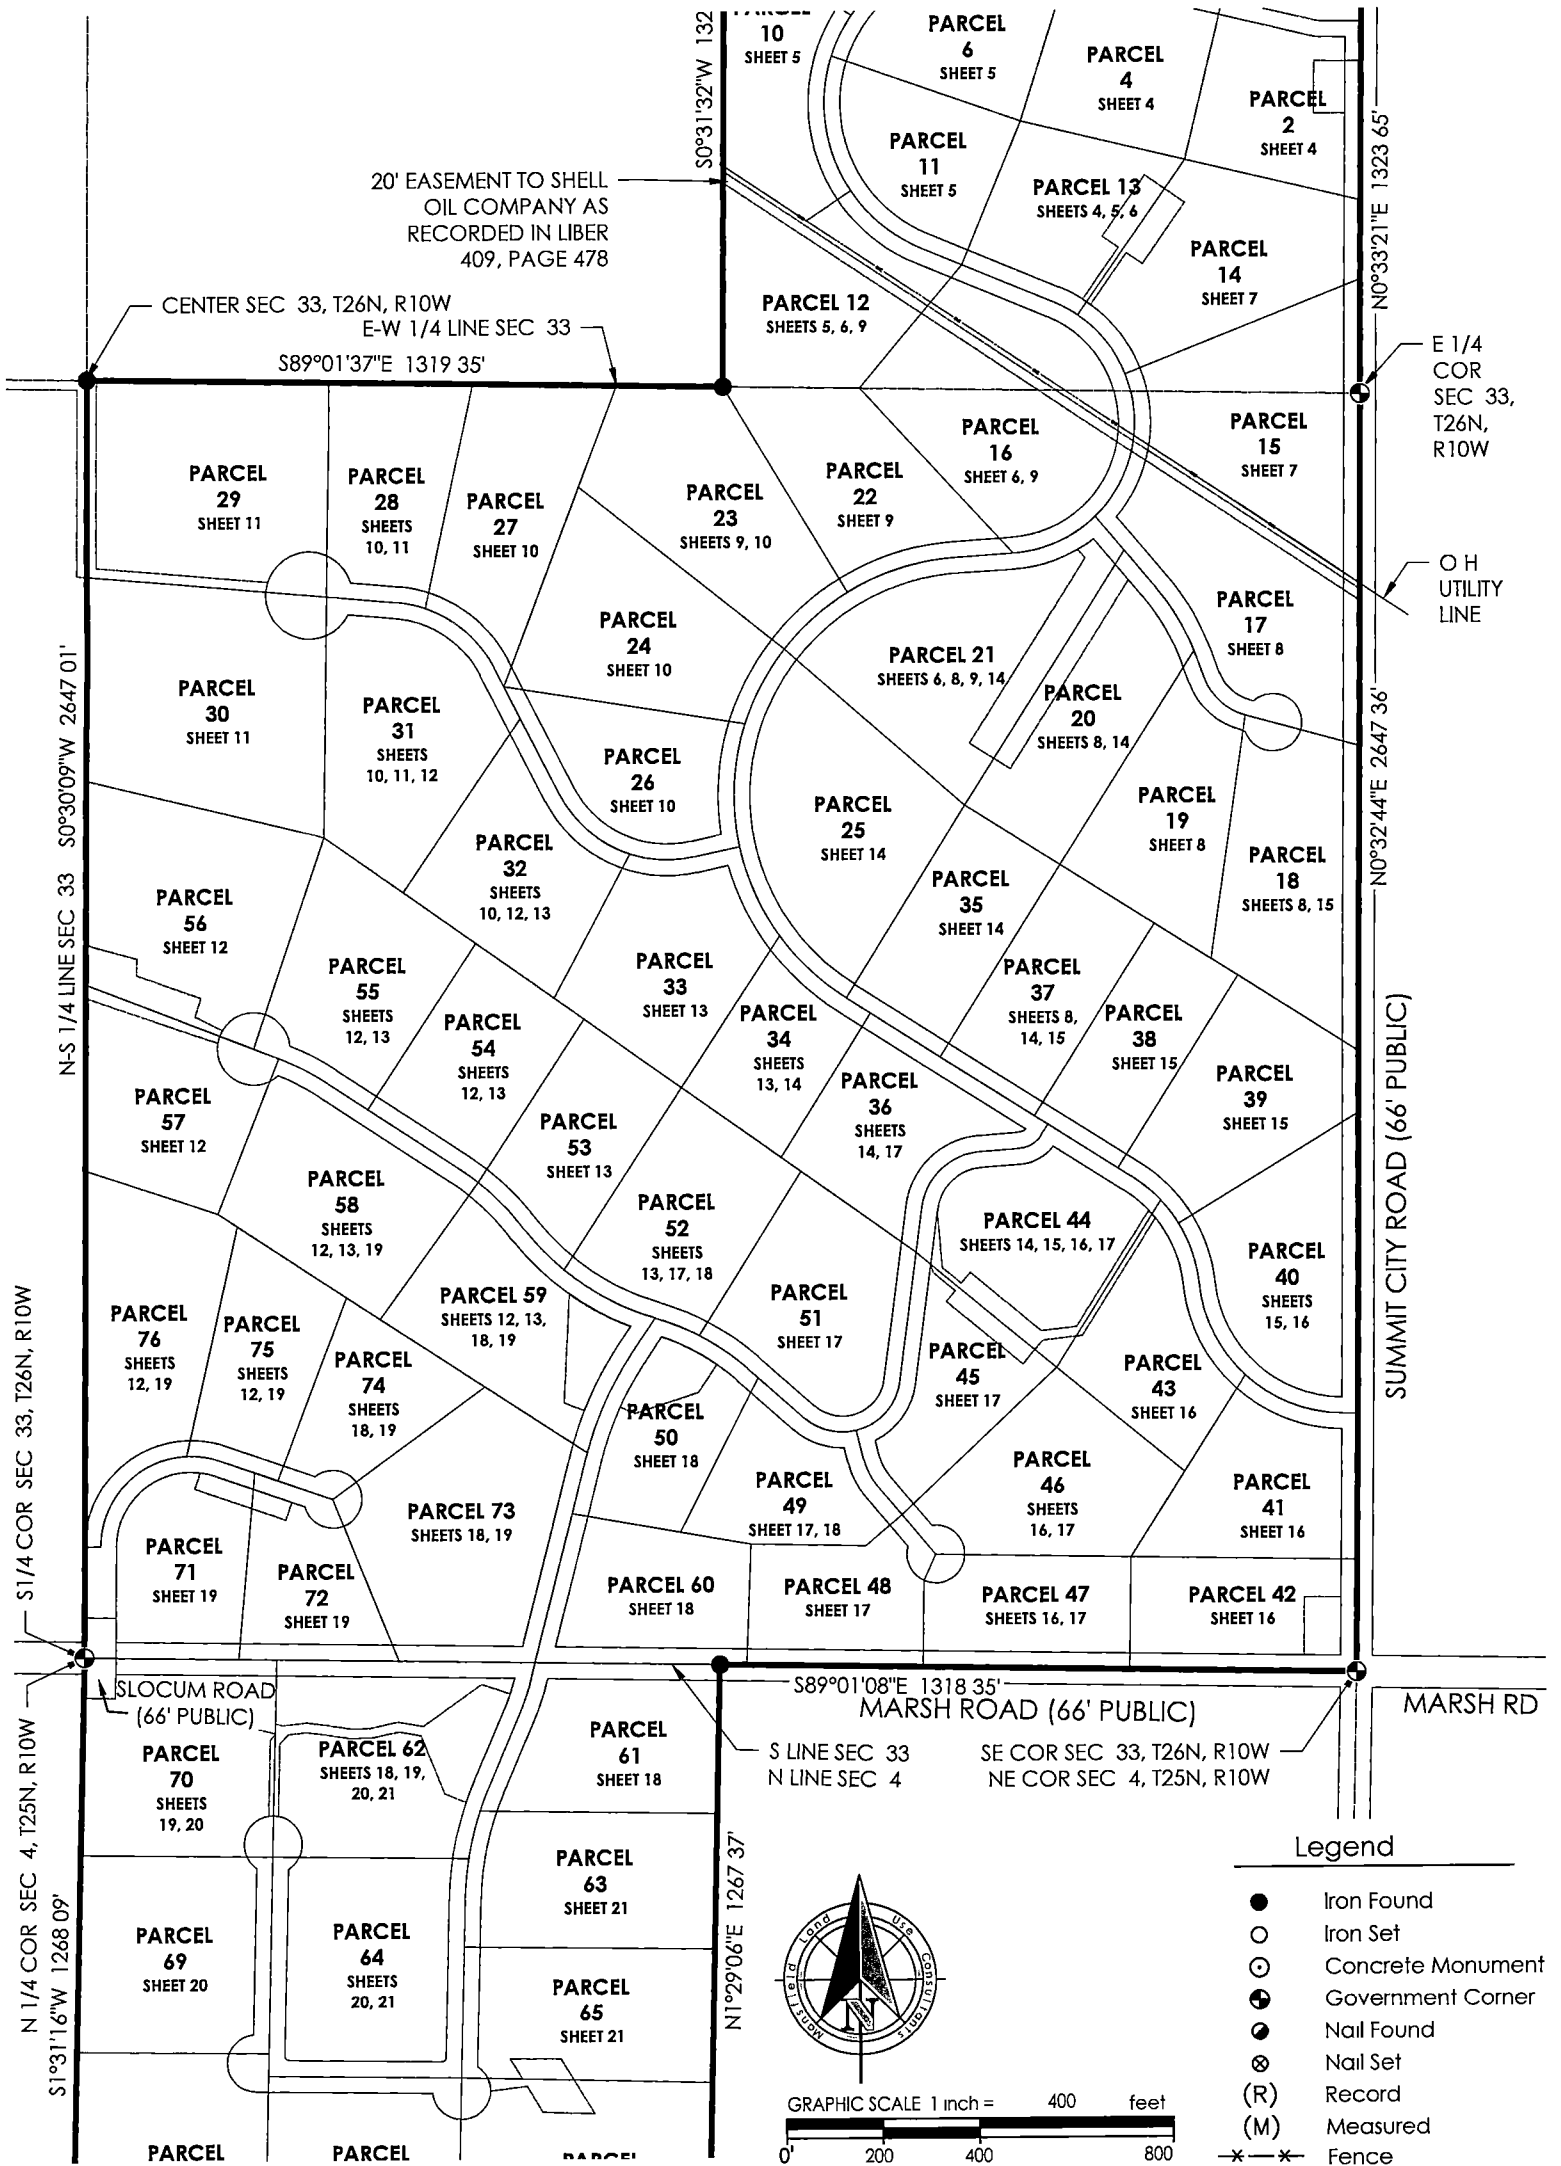 PARCEL
10
SHEET 5
PARCEL
6
SHEET 5
PARCEL
4
SHEET 4
PARCEL
2
SHEET 4
S0°31'32"W 132
N0°33'21"E 1323 65'
PARCEL
11
SHEET 5
PARCEL 13
SHEETS 4, 5, 6
PARCEL
14
SHEET 7
20' EASEMENT TO SHELL
OIL COMPANY AS
RECORDED IN LIBER
409, PAGE 478
CENTER SEC 33, T26N, R10W
E-W 1/4 LINE SEC 33
S89°01'37"E 1319 35'
PARCEL 12
SHEETS 5, 6, 9
E 1/4
COR
SEC 33,
T26N,
R10W
PARCEL
29
SHEET 11
PARCEL
28
SHEETS
10, 11
PARCEL
27
SHEET 10
PARCEL
23
SHEETS 9, 10
PARCEL
22
SHEET 9
PARCEL
16
SHEET 6, 9
PARCEL
15
SHEET 7
O H
UTILITY
LINE
PARCEL
17
SHEET 8
PARCEL
24
SHEET 10
PARCEL 21
SHEETS 6, 8, 9, 14
PARCEL
20
SHEETS 8, 14
PARCEL
30
SHEET 11
PARCEL
31
SHEETS
10, 11, 12
PARCEL
26
SHEET 10
N-S 1/4 LINE SEC 33 S0°30'09"W 2647 01'
N0°32'44"E 2647 36'
PARCEL
25
SHEET 14
PARCEL
19
SHEET 8
PARCEL
18
SHEETS 8, 15
PARCEL
32
SHEETS
10, 12, 13
PARCEL
35
SHEET 14
PARCEL
56
SHEET 12
PARCEL
55
SHEETS
12, 13
PARCEL
33
SHEET 13
PARCEL
37
SHEETS 8,
14, 15
PARCEL
38
SHEET 15
PARCEL
54
SHEETS
12, 13
PARCEL
34
SHEETS
13, 14
PARCEL
36
SHEETS
14, 17
PARCEL
39
SHEET 15
SUMMIT CITY ROAD (66' PUBLIC)
PARCEL
57
SHEET 12
PARCEL
53
SHEET 13
PARCEL
58
SHEETS
12, 13, 19
PARCEL
52
SHEETS
13, 17, 18
PARCEL 44
SHEETS 14, 15, 16, 17
PARCEL
40
SHEETS
15, 16
PARCEL
76
SHEETS
12, 19
PARCEL
75
SHEETS
12, 19
PARCEL 59
SHEETS 12, 13,
18, 19
PARCEL
51
SHEET 17
PARCEL
45
SHEET 17
PARCEL
43
SHEET 16
PARCEL
74
SHEETS
18, 19
PARCEL
50
SHEET 18
S1/4 COR SEC 33, T26N, R10W
PARCEL 73
SHEETS 18, 19
PARCEL
49
SHEET 17, 18
PARCEL
46
SHEETS
16, 17
PARCEL
41
SHEET 16
PARCEL
71
SHEET 19
PARCEL
72
SHEET 19
PARCEL 60
SHEET 18
PARCEL 48
SHEET 17
PARCEL 47
SHEETS 16, 17
PARCEL 42
SHEET 16
S89°01'08"E 1318 35'
MARSH ROAD (66' PUBLIC)
MARSH RD
SLOCUM ROAD
(66' PUBLIC)
S LINE SEC 33
N LINE SEC 4
SE COR SEC 33, T26N, R10W
NE COR SEC 4, T25N, R10W
N 1/4 COR SEC 4, T25N, R10W
S1°31'16"W 1268 09'
PARCEL
70
SHEETS
19, 20
PARCEL 62
SHEETS 18, 19,
20, 21
PARCEL
61
SHEET 18
N1°29'06"E 1267 37'
PARCEL
63
SHEET 21
PARCEL
69
SHEET 20
PARCEL
64
SHEETS
20, 21
PARCEL
65
SHEET 21
PARCEL
PARCEL
PARCEL
Mansfield Land Use Consultants
N
GRAPHIC SCALE 1 inch = 400 feet
0' 200 400 800
Legend
Iron Found
Iron Set
Concrete Monument
Government Corner
Nail Found
Nail Set
(R) Record
(M) Measured
Fence